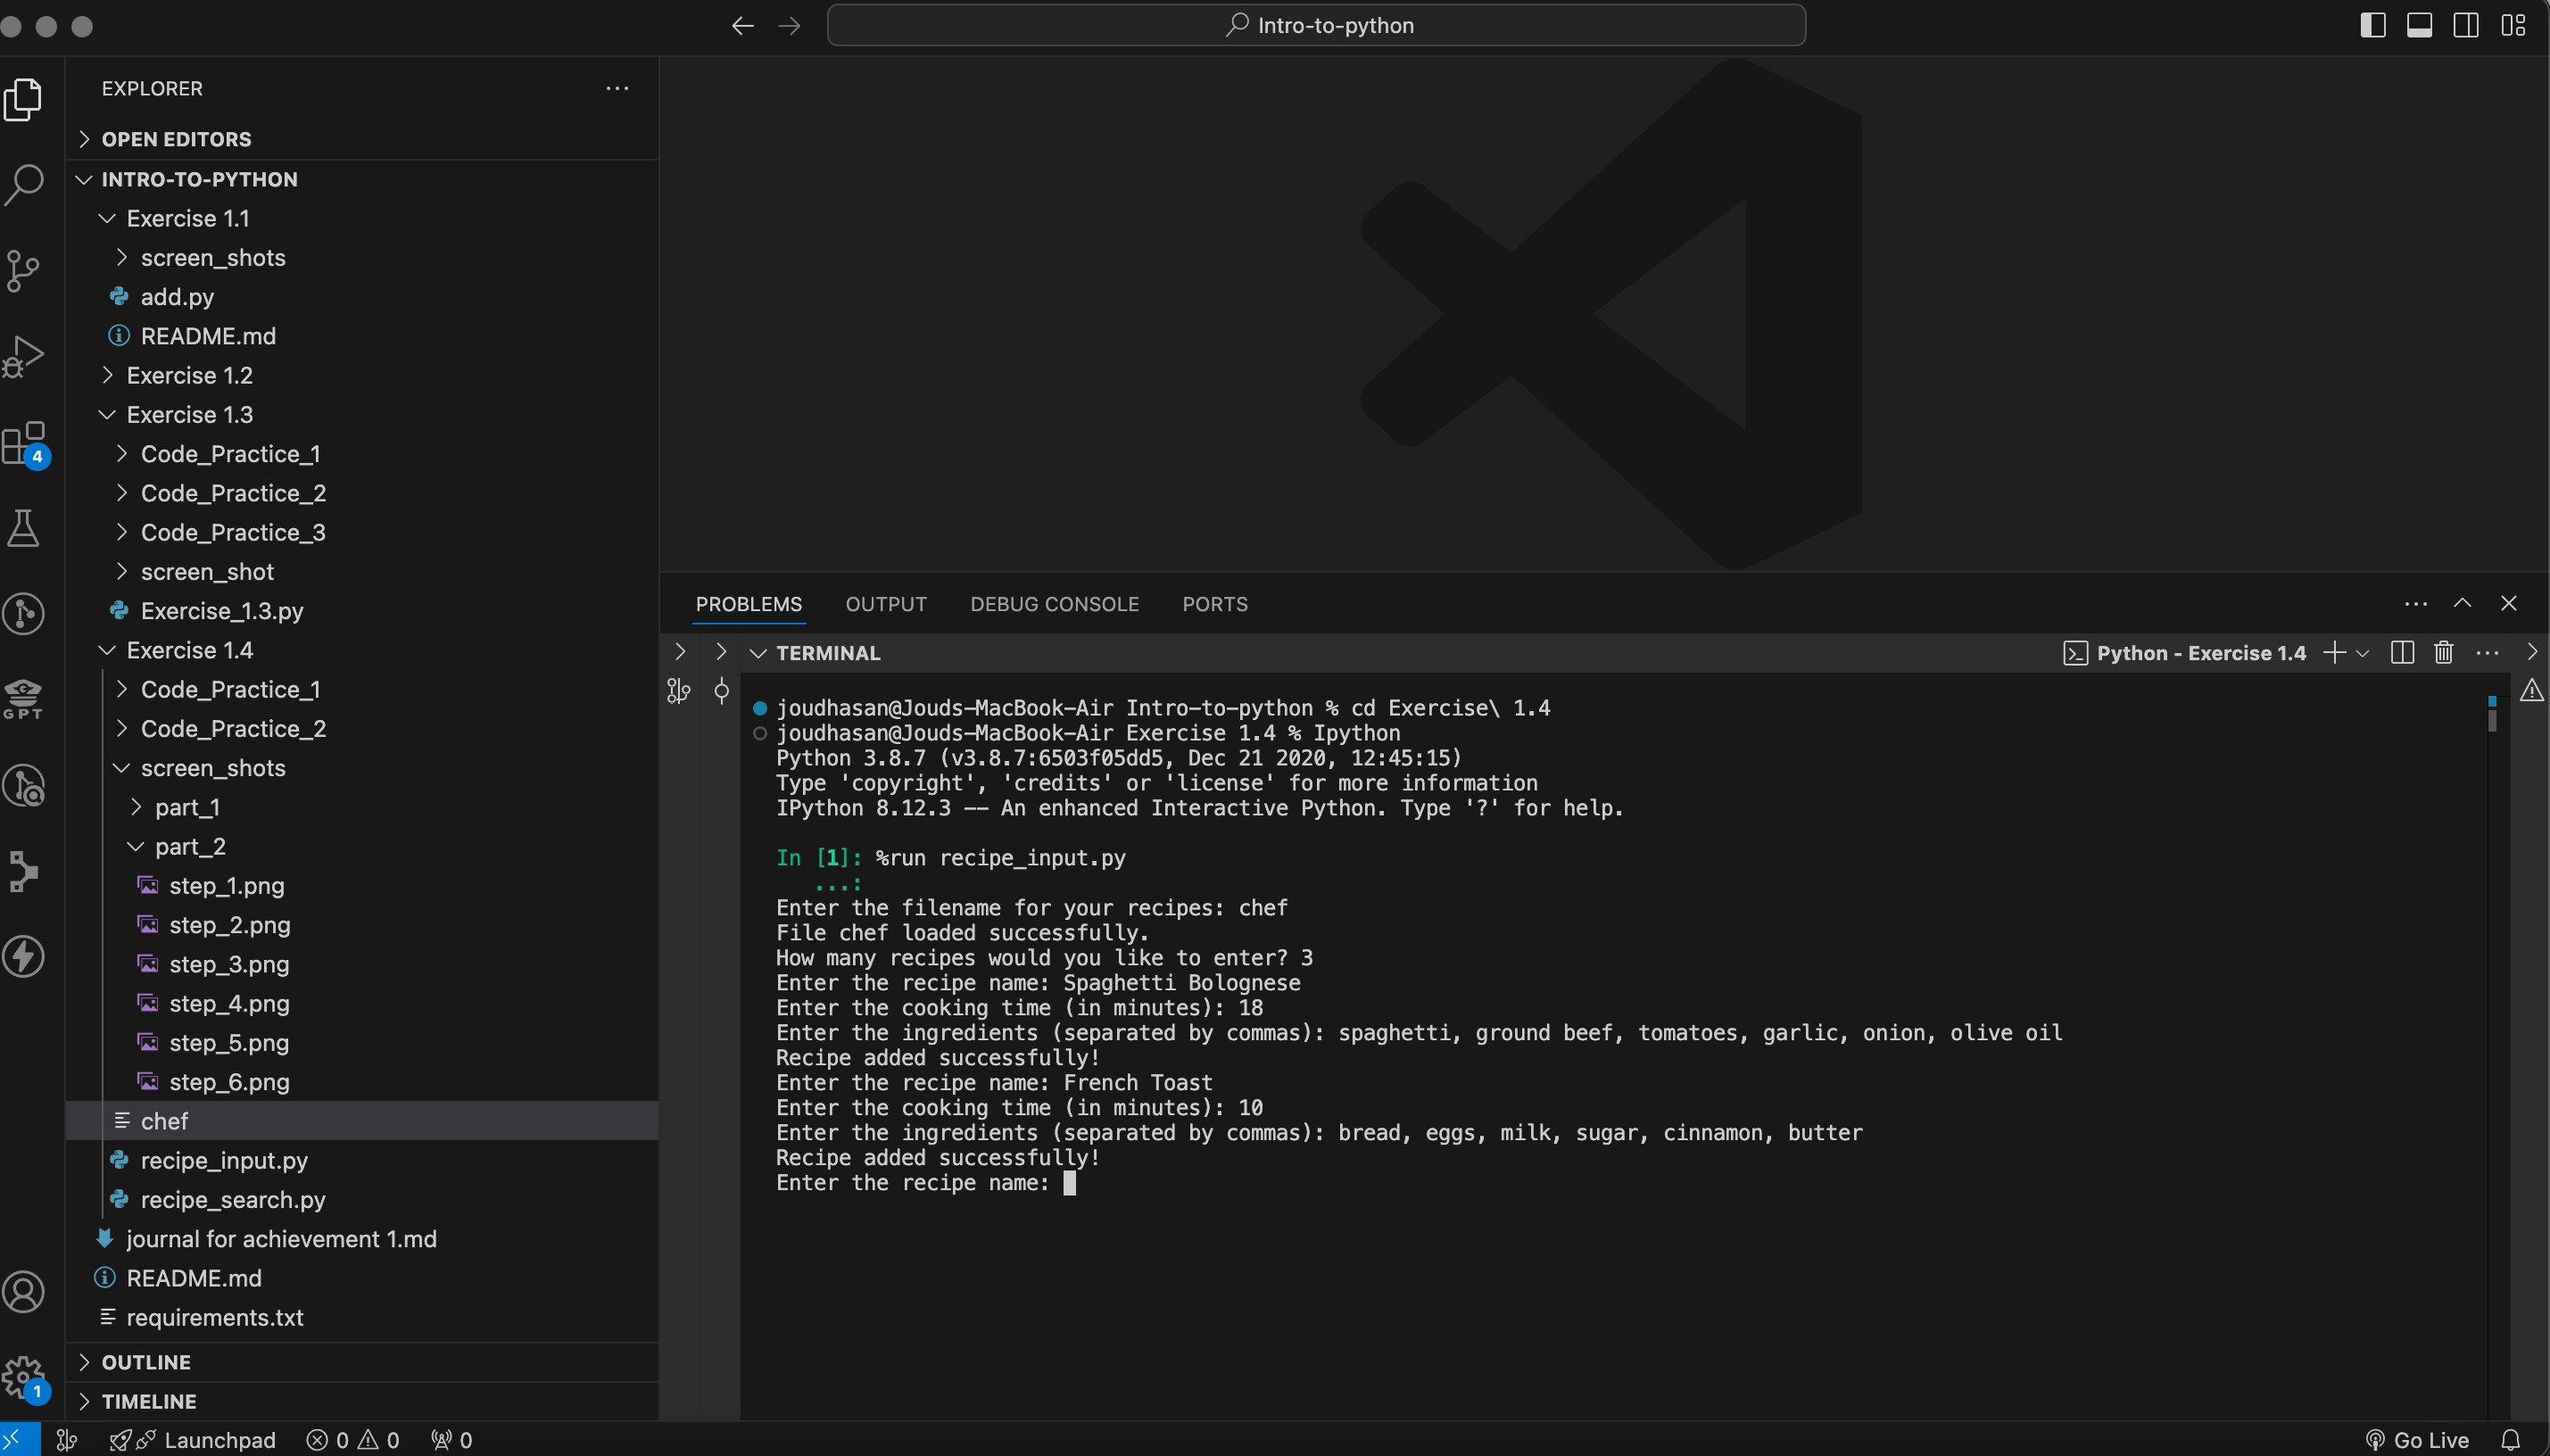 Intro-to-python
EXPLORER
OPEN EDITORS
INTRO-TO-PYTHON
Exercise 1.1
screen_shots
add.py
README.md
Exercise 1.2
Exercise 1.3
Code_Practice_1
Code_Practice_2
Code_Practice_3
screen_shot
Exercise_1.3.py
Exercise 1.4
Code_Practice_1
Code_Practice_2
screen_shots
part_1
part_2
step_1.png
step_2.png
step_3.png
step_4.png
step_5.png
step_6.png
chef
recipe_input.py
recipe_search.py
journal for achievement 1.md
README.md
requirements.txt
OUTLINE
TIMELINE
4
GPT
1
PROBLEMS OUTPUT DEBUG CONSOLE PORTS
TERMINAL Python - Exercise 1.4
joudhasan@Jouds-MacBook-Air Intro-to-python % cd Exercise\ 1.4
joudhasan@Jouds-MacBook-Air Exercise 1.4 % Ipython
Python 3.8.7 (v3.8.7:6503f05dd5, Dec 21 2020, 12:45:15)
Type 'copyright', 'credits' or 'license' for more information
IPython 8.12.3 -- An enhanced Interactive Python. Type '?' for help.
In [1]: %run recipe_input.py
...:
Enter the filename for your recipes: chef
File chef loaded successfully.
How many recipes would you like to enter? 3
Enter the recipe name: Spaghetti Bolognese
Enter the cooking time (in minutes): 18
Enter the ingredients (separated by commas): spaghetti, ground beef, tomatoes, garlic, onion, olive oil
Recipe added successfully!
Enter the recipe name: French Toast
Enter the cooking time (in minutes): 10
Enter the ingredients (separated by commas): bread, eggs, milk, sugar, cinnamon, butter
Recipe added successfully!
Enter the recipe name:
Launchpad 0 0 0 Go Live